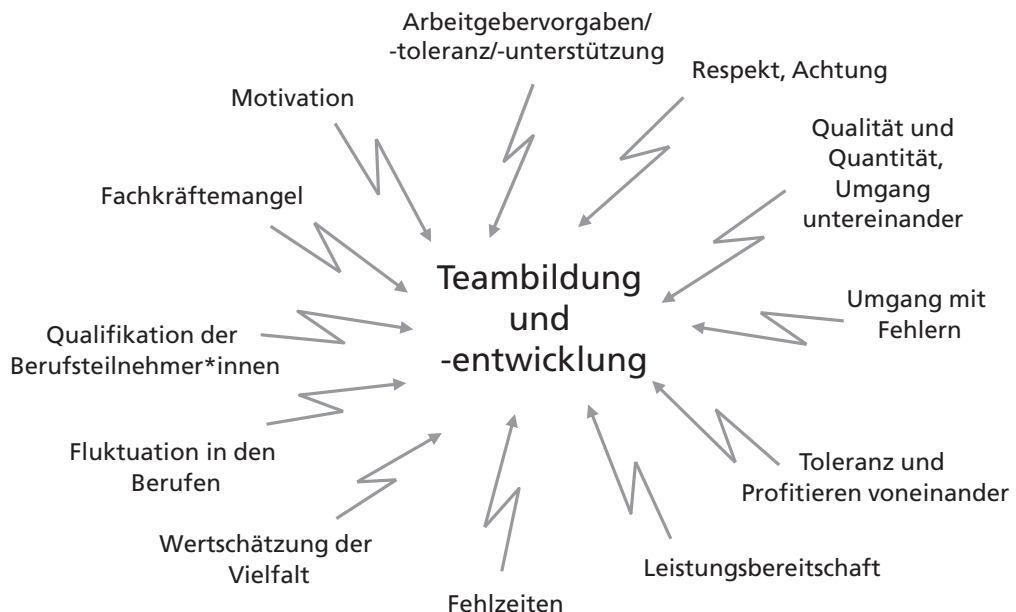 Arbeitgebervorgaben/
-toleranz/-unterstützung
Respekt, Achtung
Motivation
Qualität und
Quantität,
Umgang
untereinander
Fachkräftemangel
Teambildung
und
-entwicklung
Umgang mit
Fehlern
Qualifikation der
Berufsteilnehmer*innen
Fluktuation in den
Berufen
Toleranz und
Profitieren voneinander
Wertschätzung der
Vielfalt
Leistungsbereitschaft
Fehlzeiten